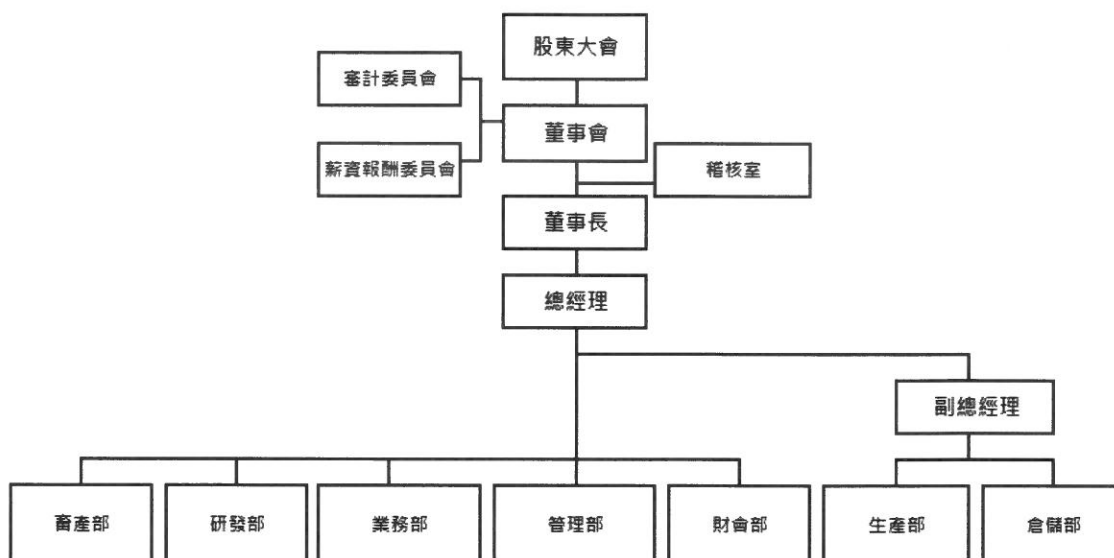 股東大會
審計委員會
董事會
薪資報酬委員會
稽核室
董事長
總經理
副總經理
畜產部
研發部
業務部
管理部
財會部
生產部
倉儲部